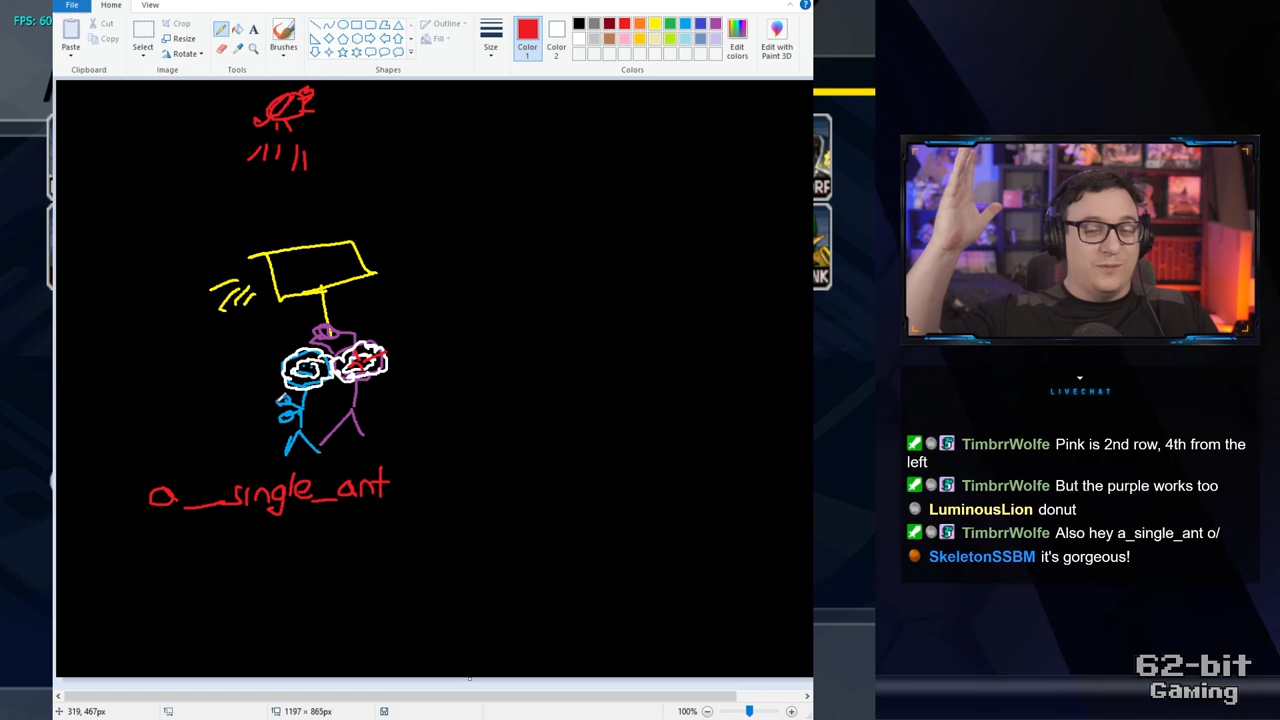 FPS: 60
File Home View
Paste
Cut
Copy
Clipboard
Select
Crop
Resize
Rotate
Image
Tools
A
Brushes
Outline
Fill
Shapes
Size
Color 1
Color 2
Edit colors
Colors
Edit with Paint 3D
a__single_ant
319, 467px
1197 × 865px
100%
LIVECHAT
TimbrrWolfe Pink is 2nd row, 4th from the
left
TimbrrWolfe But the purple works too
LuminousLion donut
TimbrrWolfe Also hey a_single_ant o/
SkeletonSSBM it's gorgeous!
62-bit
Gaming